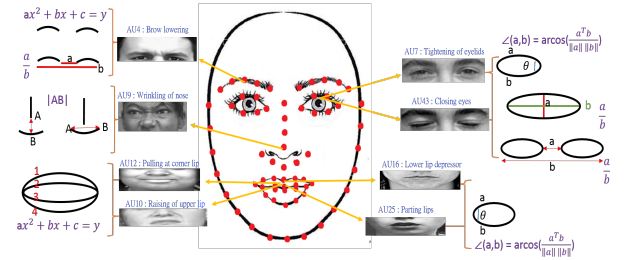 ax² + bx + c = y
a
a/b
b
AU4 : Brow lowering
AU9 : Wrinkling of nose
|AB|
A
B
A
B
AU12 : Pulling at corner lip
AU10 : Raising of upper lip
1
2
3
4
ax² + bx + c = y
AU7 : Tightening of eyelids
∠(a,b) = arcos(aᵀb/‖a‖ ‖b‖)
a
θ
b
AU43 : Closing eyes
a
b
a/b
a
b
a/b
AU16 : Lower lip depressor
AU25 : Parting lips
a
θ
b
∠(a,b) = arcos(aᵀb/‖a‖ ‖b‖)